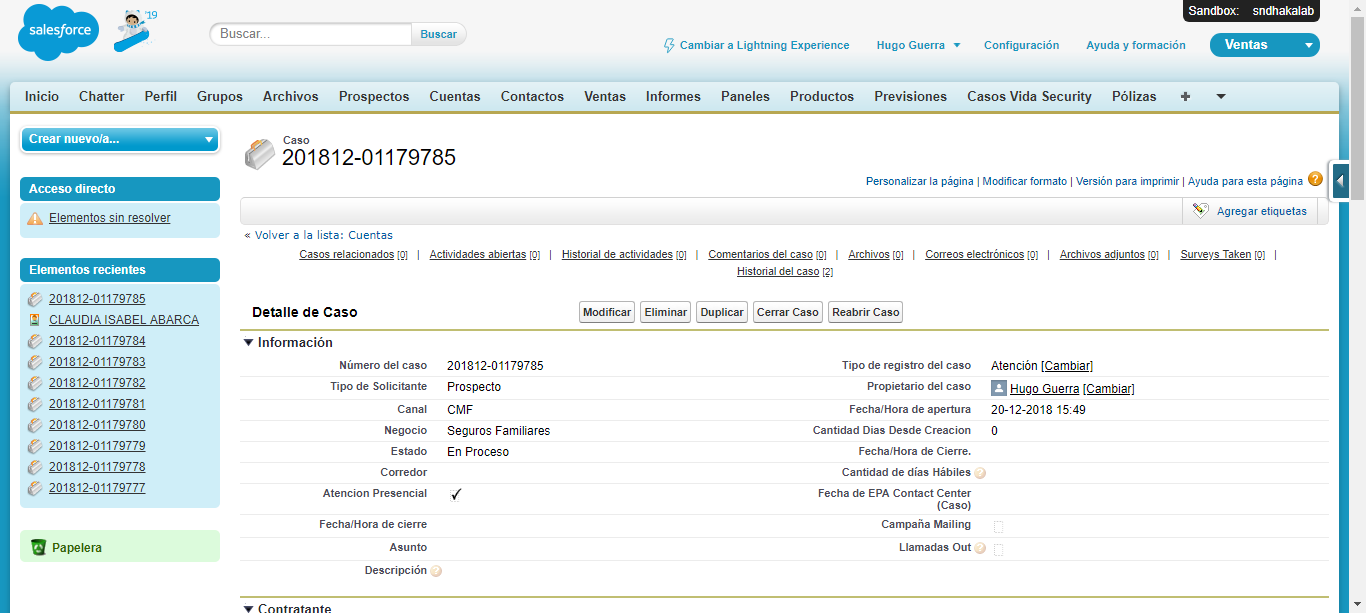 Sandbox: sndhakalab
salesforce
'19
Buscar...
Buscar
Cambiar a Lightning Experience
Hugo Guerra
Configuración
Ayuda y formación
Ventas
Inicio Chatter Perfil Grupos Archivos Prospectos Cuentas Contactos Ventas Informes Paneles Productos Previsiones Casos Vida Security Pólizas +
Crear nuevo/a...
Acceso directo
Elementos sin resolver
Elementos recientes
201812-01179785
CLAUDIA ISABEL ABARCA
201812-01179784
201812-01179783
201812-01179782
201812-01179781
201812-01179780
201812-01179779
201812-01179778
201812-01179777
Papelera
Caso
201812-01179785
Personalizar la página | Modificar formato | Versión para imprimir | Ayuda para esta página ?
Agregar etiquetas
« Volver a la lista: Cuentas
Casos relacionados [0] | Actividades abiertas [0] | Historial de actividades [0] | Comentarios del caso [0] | Archivos [0] | Correos electrónicos [0] | Archivos adjuntos [0] | Surveys Taken [0] |
Historial del caso [2]
Detalle de Caso
Modificar Eliminar Duplicar Cerrar Caso Reabrir Caso
Información
Número del caso 201812-01179785 Tipo de registro del caso Atención [Cambiar]
Tipo de Solicitante Prospecto Propietario del caso Hugo Guerra [Cambiar]
Canal CMF Fecha/Hora de apertura 20-12-2018 15:49
Negocio Seguros Familiares Cantidad Dias Desde Creacion 0
Estado En Proceso Fecha/Hora de Cierre.
Corredor Cantidad de días Hábiles ?
Atencion Presencial ✓ Fecha de EPA Contact Center
(Caso)
Fecha/Hora de cierre Campaña Mailing
Asunto Llamadas Out ?
Descripción ?
Contratante